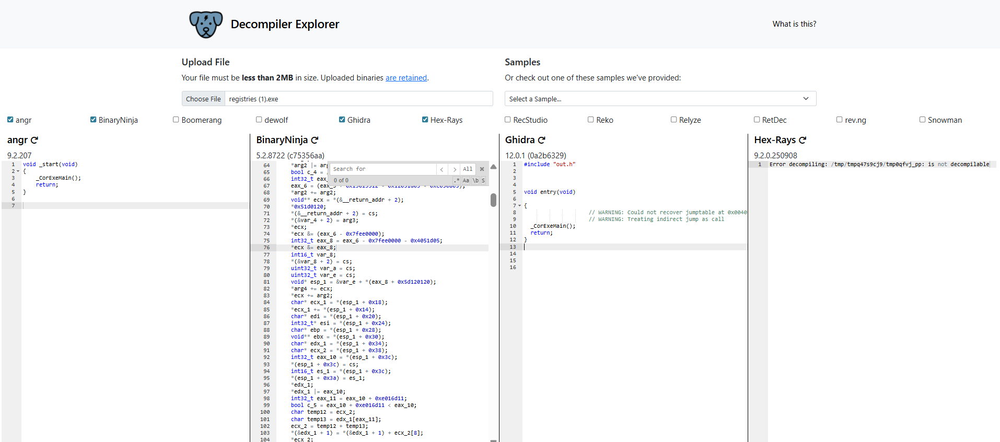 Decompiler Explorer
What is this?
Upload File
Your file must be less than 2MB in size. Uploaded binaries are retained.
Choose File registries (1).exe
Samples
Or check out one of these samples we've provided:
Select a Sample...
angr
BinaryNinja
Boomerang
dewolf
Ghidra
Hex-Rays
RecStudio
Reko
Relyze
RetDec
rev.ng
Snowman
angr
9.2.207
1 void _start(void)
2 {
3 _CorExeMain();
4 return;
5 }
6
7
BinaryNinja
5.2.8722 (c75356aa)
Search for
All
0 of 0
.* Aa \b S
64 *arg2 |= arg
65 bool c_4 =
66 int32_t eax_
67 eax_6 = (eax_
68 *arg2 += arg2;
69 void** ecx = *(&__return_addr + 2);
70 *0x51d0120;
71 *(&__return_addr + 2) = cs;
72 *(&var_4 + 2) = arg3;
73 *ecx;
74 *ecx &= (eax_6 - 0x7fee0000);
75 int32_t eax_8 = eax_6 - 0x7fee0000 - 0x4051d05;
76 *ecx &= eax_8;
77 int16_t var_8;
78 *(&var_8 + 2) = cs;
79 uint32_t var_a = cs;
80 uint32_t var_e = cs;
81 void* esp_1 = &var_e + *(eax_8 + 0x5d120120);
82 *arg4 += ecx;
83 *ecx += arg2;
84 char* ecx_1 = *(esp_1 + 0x18);
85 *ecx_1 += *(esp_1 + 0x14);
86 char* edi = *(esp_1 + 0x20);
87 int32_t* esi = *(esp_1 + 0x24);
88 char* ebp = *(esp_1 + 0x28);
89 void** ebx = *(esp_1 + 0x30);
90 char* edx_1 = *(esp_1 + 0x34);
91 char* ecx_2 = *(esp_1 + 0x38);
92 int32_t eax_10 = *(esp_1 + 0x3c);
93 *(esp_1 + 0x3c) = cs;
94 int16_t es_1 = *(esp_1 + 0x3c);
95 *(esp_1 + 0x3a) = es_1;
96 *edx_1;
97 *edx_1 |= eax_10;
98 int32_t eax_11 = eax_10 + 0xe016d11;
99 bool c_5 = eax_10 + 0xe016d11 < eax_10;
100 char temp12 = ecx_2;
101 char temp13 = edx_1[eax_11];
102 ecx_2 = temp12 + temp13;
103 *(&edx_1 + 1) = *(&edx_1 + 1) + ecx_2[8];
104 *ecx_2;
Ghidra
12.0.1 (0a2b6329)
1 #include "out.h"
2
3
4
5 void entry(void)
6
7 {
8 // WARNING: Could not recover jumptable at 0x0040
9 // WARNING: Treating indirect jump as call
10 _CorExeMain();
11 return;
12 }
13
14
15
16
Hex-Rays
9.2.0.250908
1 Error decompiling: /tmp/tmpq47s9cj9/tmp0qfvj_pp: is not decompilable